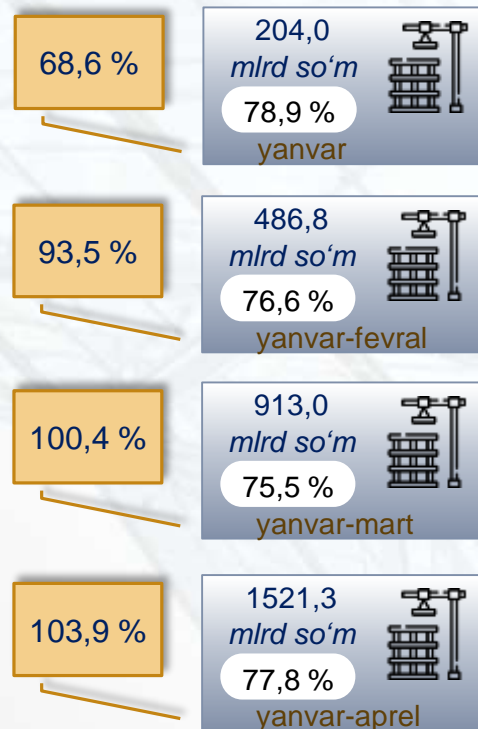 68,6 %
204,0
mlrd so‘m
78,9 %
yanvar
93,5 %
486,8
mlrd so‘m
76,6 %
yanvar-fevral
100,4 %
913,0
mlrd so‘m
75,5 %
yanvar-mart
103,9 %
1521,3
mlrd so‘m
77,8 %
yanvar-aprel